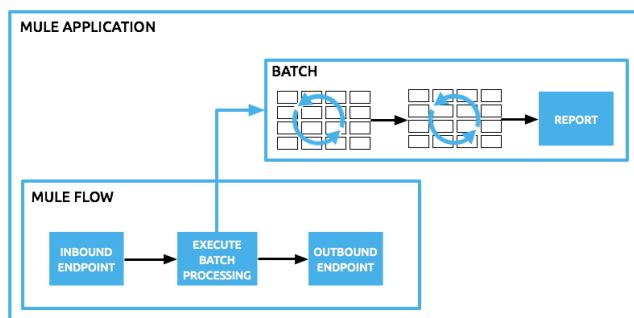 MULE APPLICATION
BATCH
REPORT
MULE FLOW
INBOUND
ENDPOINT
EXECUTE
BATCH
PROCESSING
OUTBOUND
ENDPOINT